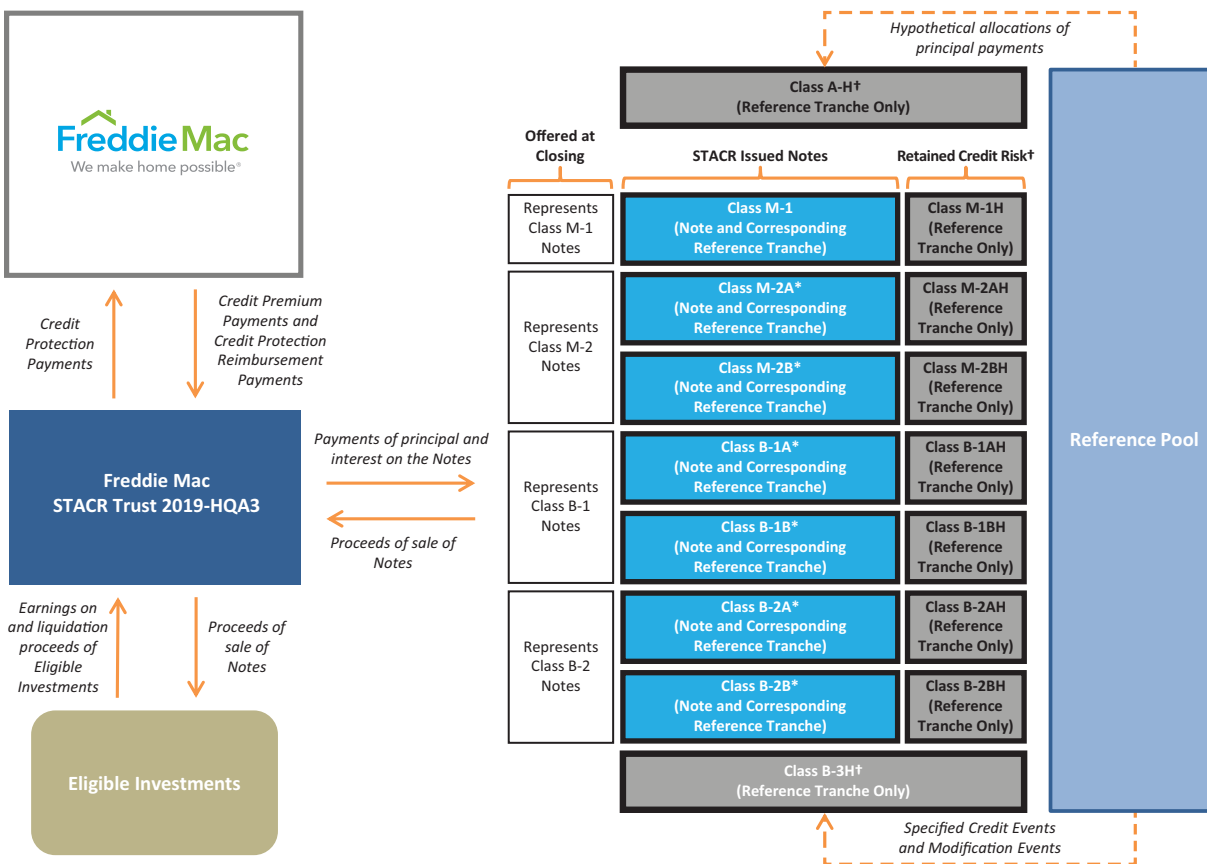 Freddie Mac
We make home possible®
Credit
Protection
Payments
Credit Premium
Payments and
Credit Protection
Reimbursement
Payments
Freddie Mac
STACR Trust 2019-HQA3
Payments of principal and
interest on the Notes
Proceeds of sale of
Notes
Earnings on
and liquidation
proceeds of
Eligible
Investments
Proceeds of
sale of
Notes
Eligible Investments
Hypothetical allocations of
principal payments
Class A-H†
(Reference Tranche Only)
Offered at
Closing
STACR Issued Notes
Retained Credit Risk†
Represents
Class M-1
Notes
Class M-1
(Note and Corresponding
Reference Tranche)
Class M-1H
(Reference
Tranche Only)
Represents
Class M-2
Notes
Class M-2A*
(Note and Corresponding
Reference Tranche)
Class M-2AH
(Reference
Tranche Only)
Class M-2B*
(Note and Corresponding
Reference Tranche)
Class M-2BH
(Reference
Tranche Only)
Represents
Class B-1
Notes
Class B-1A*
(Note and Corresponding
Reference Tranche)
Class B-1AH
(Reference
Tranche Only)
Class B-1B*
(Note and Corresponding
Reference Tranche)
Class B-1BH
(Reference
Tranche Only)
Represents
Class B-2
Notes
Class B-2A*
(Note and Corresponding
Reference Tranche)
Class B-2AH
(Reference
Tranche Only)
Class B-2B*
(Note and Corresponding
Reference Tranche)
Class B-2BH
(Reference
Tranche Only)
Class B-3H†
(Reference Tranche Only)
Specified Credit Events
and Modification Events
Reference Pool